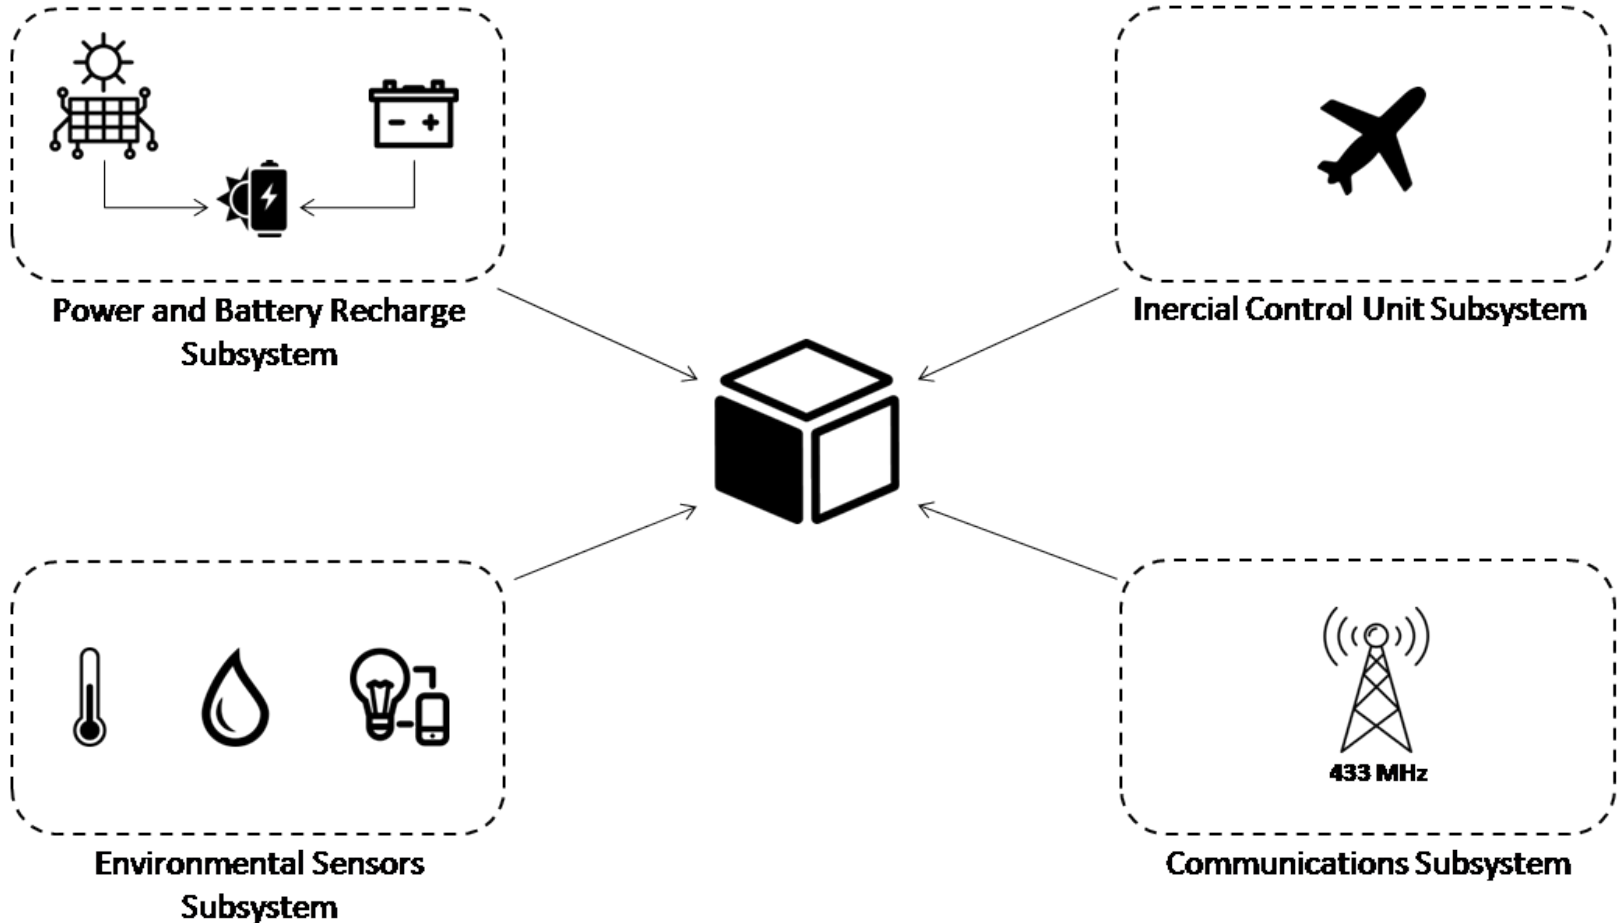 Power and Battery Recharge
Subsystem
Inercial Control Unit Subsystem
Environmental Sensors
Subsystem
433 MHz
Communications Subsystem